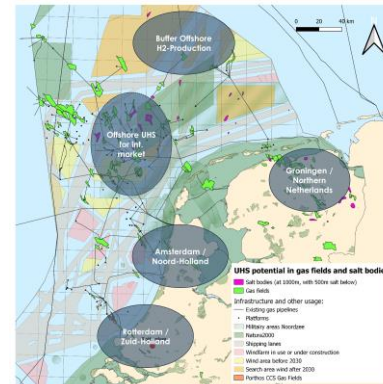 0 20 40 km
Buffer Offshore
H2-Production
Offshore UHS
for Int.
market
Groningen /
Northern
Netherlands
Amsterdam /
Noord-Holland
Rotterdam /
Zuid-Holland
UHS potential in gas fields and salt bodies
Salt bodies (at 1000m, with 500m salt below)
Gas fields
Infrastructure and other usage:
Existing gas pipelines
Platforms
Military areas Noordzee
Natura2000
Shipping lanes
Windfarm in use or under construction
Wind area before 2030
Search area wind after 2030
Porthos CCS Gas Fields